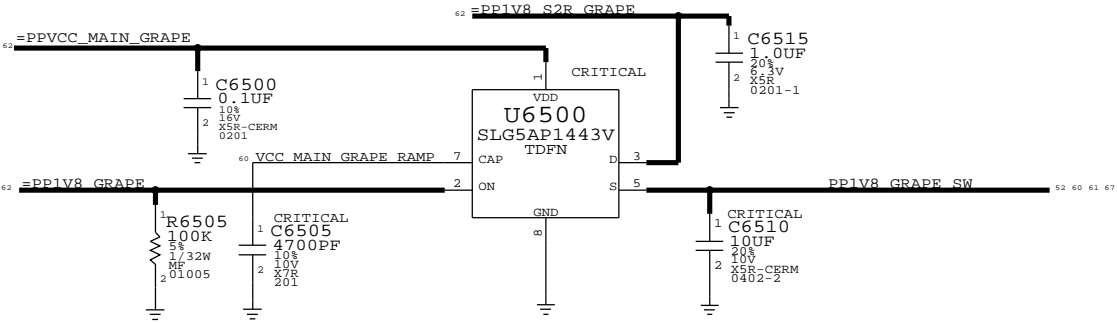 62 =PP1V8_S2R_GRAPE
62 =PPVCC_MAIN_GRAPE
1 C6515
1.0UF
20%
6.3V
2 X5R
0201-1
1 CRITICAL
VDD
1 C6500
0.1UF
10%
16V
2 X5R-CERM
0201
U6500
SLG5AP1443V
TDFN
60 VCC_MAIN_GRAPE_RAMP 7 CAP
D 3
62 =PP1V8_GRAPE 2 ON
S 5 PP1V8_GRAPE_SW 52 60 61 67
GND
8
1 R6505
100K
5%
1/32W
MF
2 01005
CRITICAL
1 C6505
4700PF
10%
10V
2 X7R
201
CRITICAL
1 C6510
10UF
20%
10V
2 X5R-CERM
0402-2